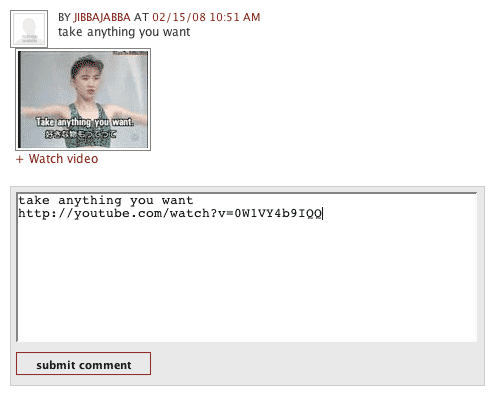 BY JIBBAJABBA AT 02/15/08 10:51 AM
take anything you want
Take anything you want.
好きな物もってって
+ Watch video
take anything you want
http://youtube.com/watch?v=0W1VY4b9IQQ
submit comment